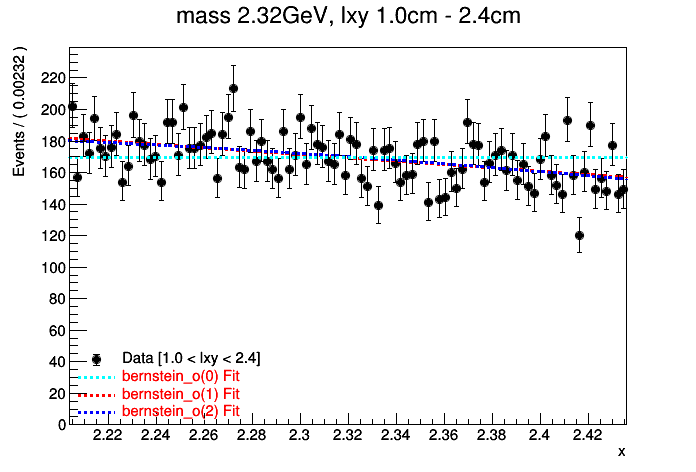 mass 2.32GeV, lxy 1.0cm - 2.4cm
Events / ( 0.00232 )
220
200
180
160
140
120
100
80
60
40
20
0
Data [1.0 < lxy < 2.4]
bernstein_o(0) Fit
bernstein_o(1) Fit
bernstein_o(2) Fit
2.22 2.24 2.26 2.28 2.3 2.32 2.34 2.36 2.38 2.4 2.42
x